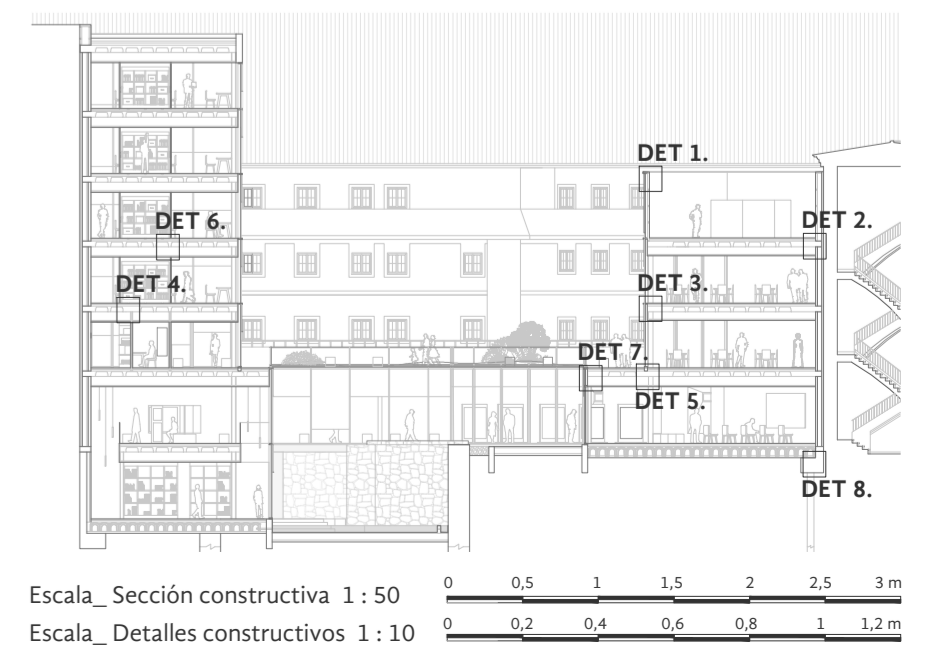 DET 1.
DET 6.
DET 2.
DET 4.
DET 3.
DET 7.
DET 5.
DET 8.
Escala_ Sección constructiva 1 : 50
0 0,5 1 1,5 2 2,5 3 m
Escala_ Detalles constructivos 1 : 10
0 0,2 0,4 0,6 0,8 1 1,2 m